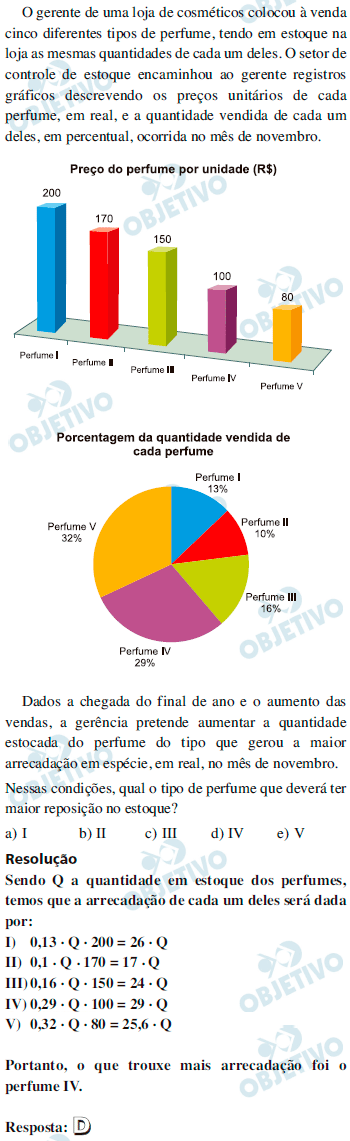 O gerente de uma loja de cosméticos colocou à venda
cinco diferentes tipos de perfume, tendo em estoque na
loja as mesmas quantidades de cada um deles. O setor de
controle de estoque encaminhou ao gerente registros
gráficos descrevendo os preços unitários de cada
perfume, em real, e a quantidade vendida de cada um
deles, em percentual, ocorrida no mês de novembro.
Preço do perfume por unidade (R$)
200
170
150
100
80
Perfume I
Perfume II
Perfume III
Perfume IV
Perfume V
Porcentagem da quantidade vendida de
cada perfume
Perfume I
13%
Perfume II
10%
Perfume III
16%
Perfume IV
29%
Perfume V
32%
Dados a chegada do final de ano e o aumento das
vendas, a gerência pretende aumentar a quantidade
estocada do perfume do tipo que gerou a maior
arrecadação em espécie, em real, no mês de novembro.
Nessas condições, qual o tipo de perfume que deverá ter
maior reposição no estoque?
a) I b) II c) III d) IV e) V
Resolução
Sendo Q a quantidade em estoque dos perfumes,
temos que a arrecadação de cada um deles será dada
por:
I) 0,13 · Q · 200 = 26 · Q
II) 0,1 · Q · 170 = 17 · Q
III) 0,16 · Q · 150 = 24 · Q
IV) 0,29 · Q · 100 = 29 · Q
V) 0,32 · Q · 80 = 25,6 · Q
Portanto, o que trouxe mais arrecadação foi o
perfume IV.
Resposta: D
OBJETIVO
OBJETIVO
OBJETIVO
OBJETIVO
OBJETIVO
OBJETIVO
OBJETIVO
OBJETIVO
OBJETIVO
OBJETIVO